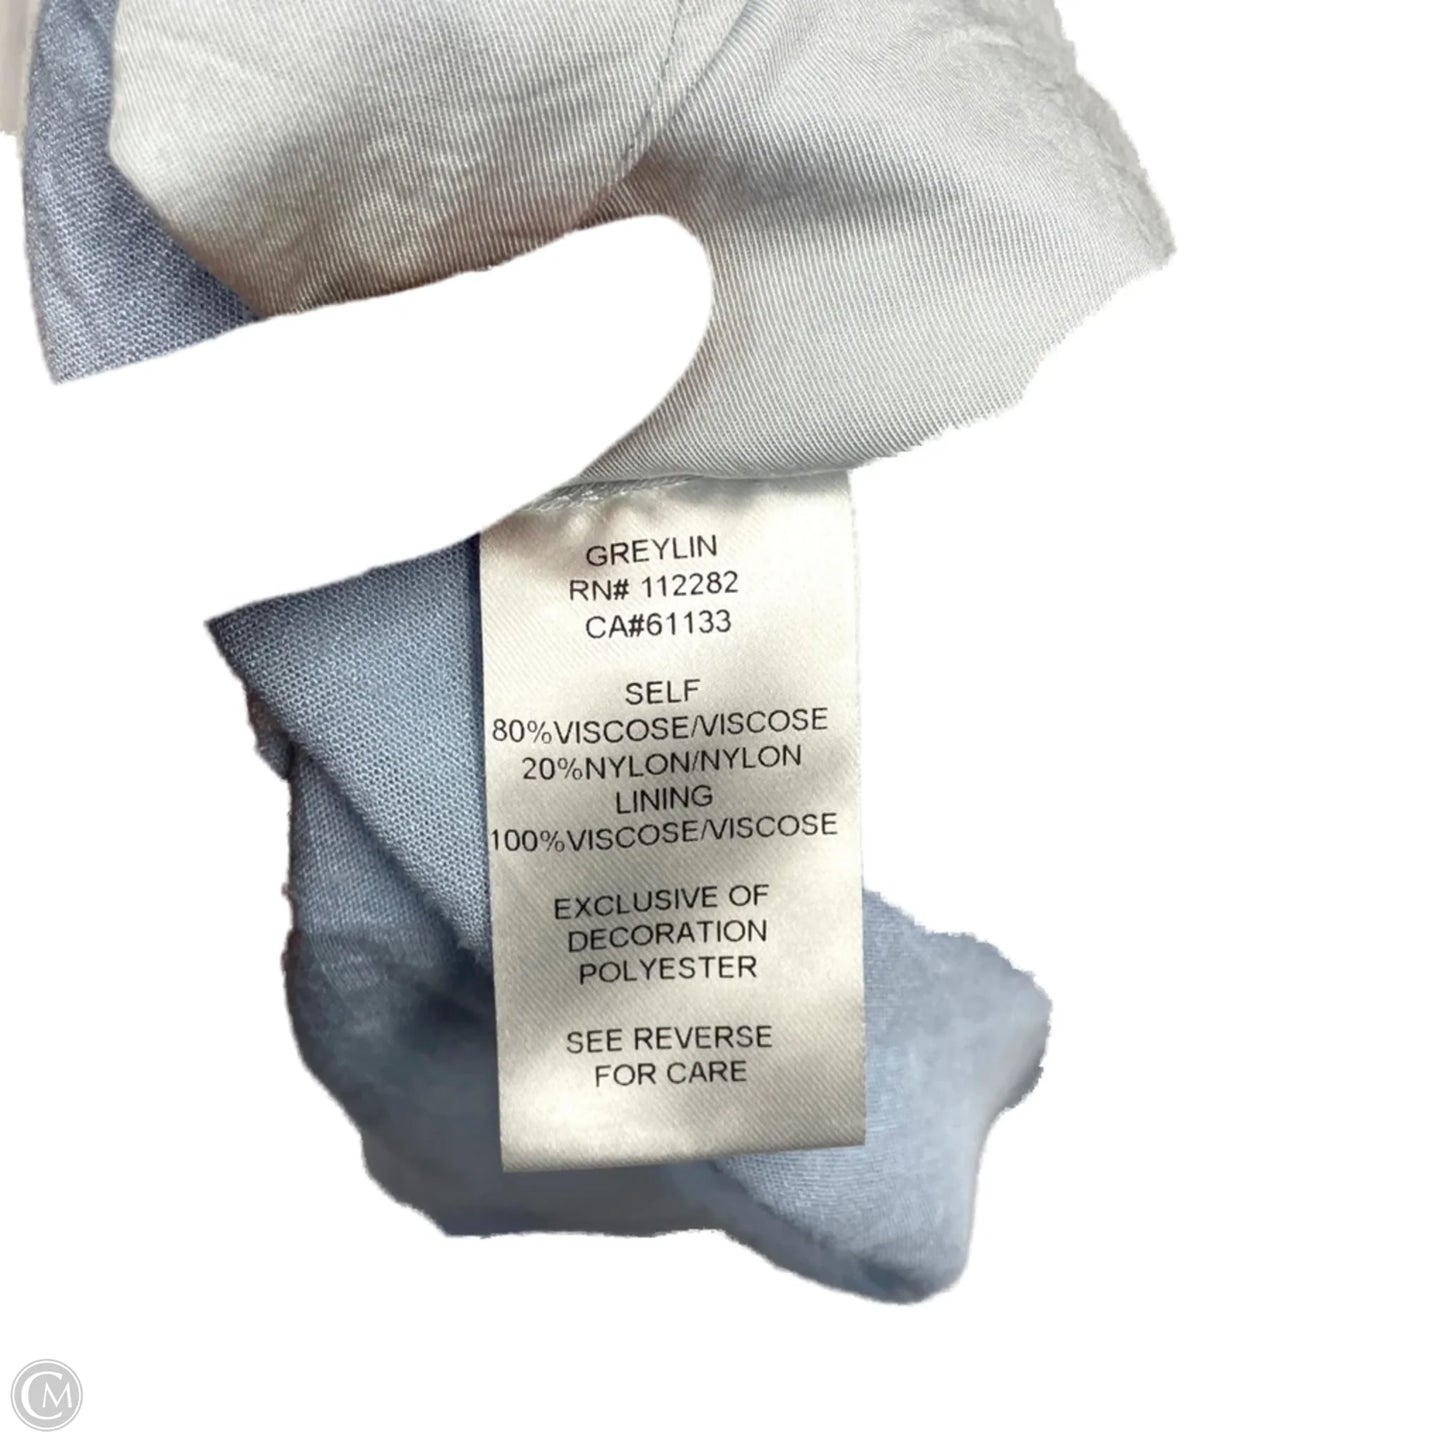 GREYLIN
RN# 112282
CA#61133
SELF
80%VISCOSE/VISCOSE
20%NYLON/NYLON
LINING
100%VISCOSE/VISCOSE
EXCLUSIVE OF
DECORATION
POLYESTER
SEE REVERSE
FOR CARE
CM